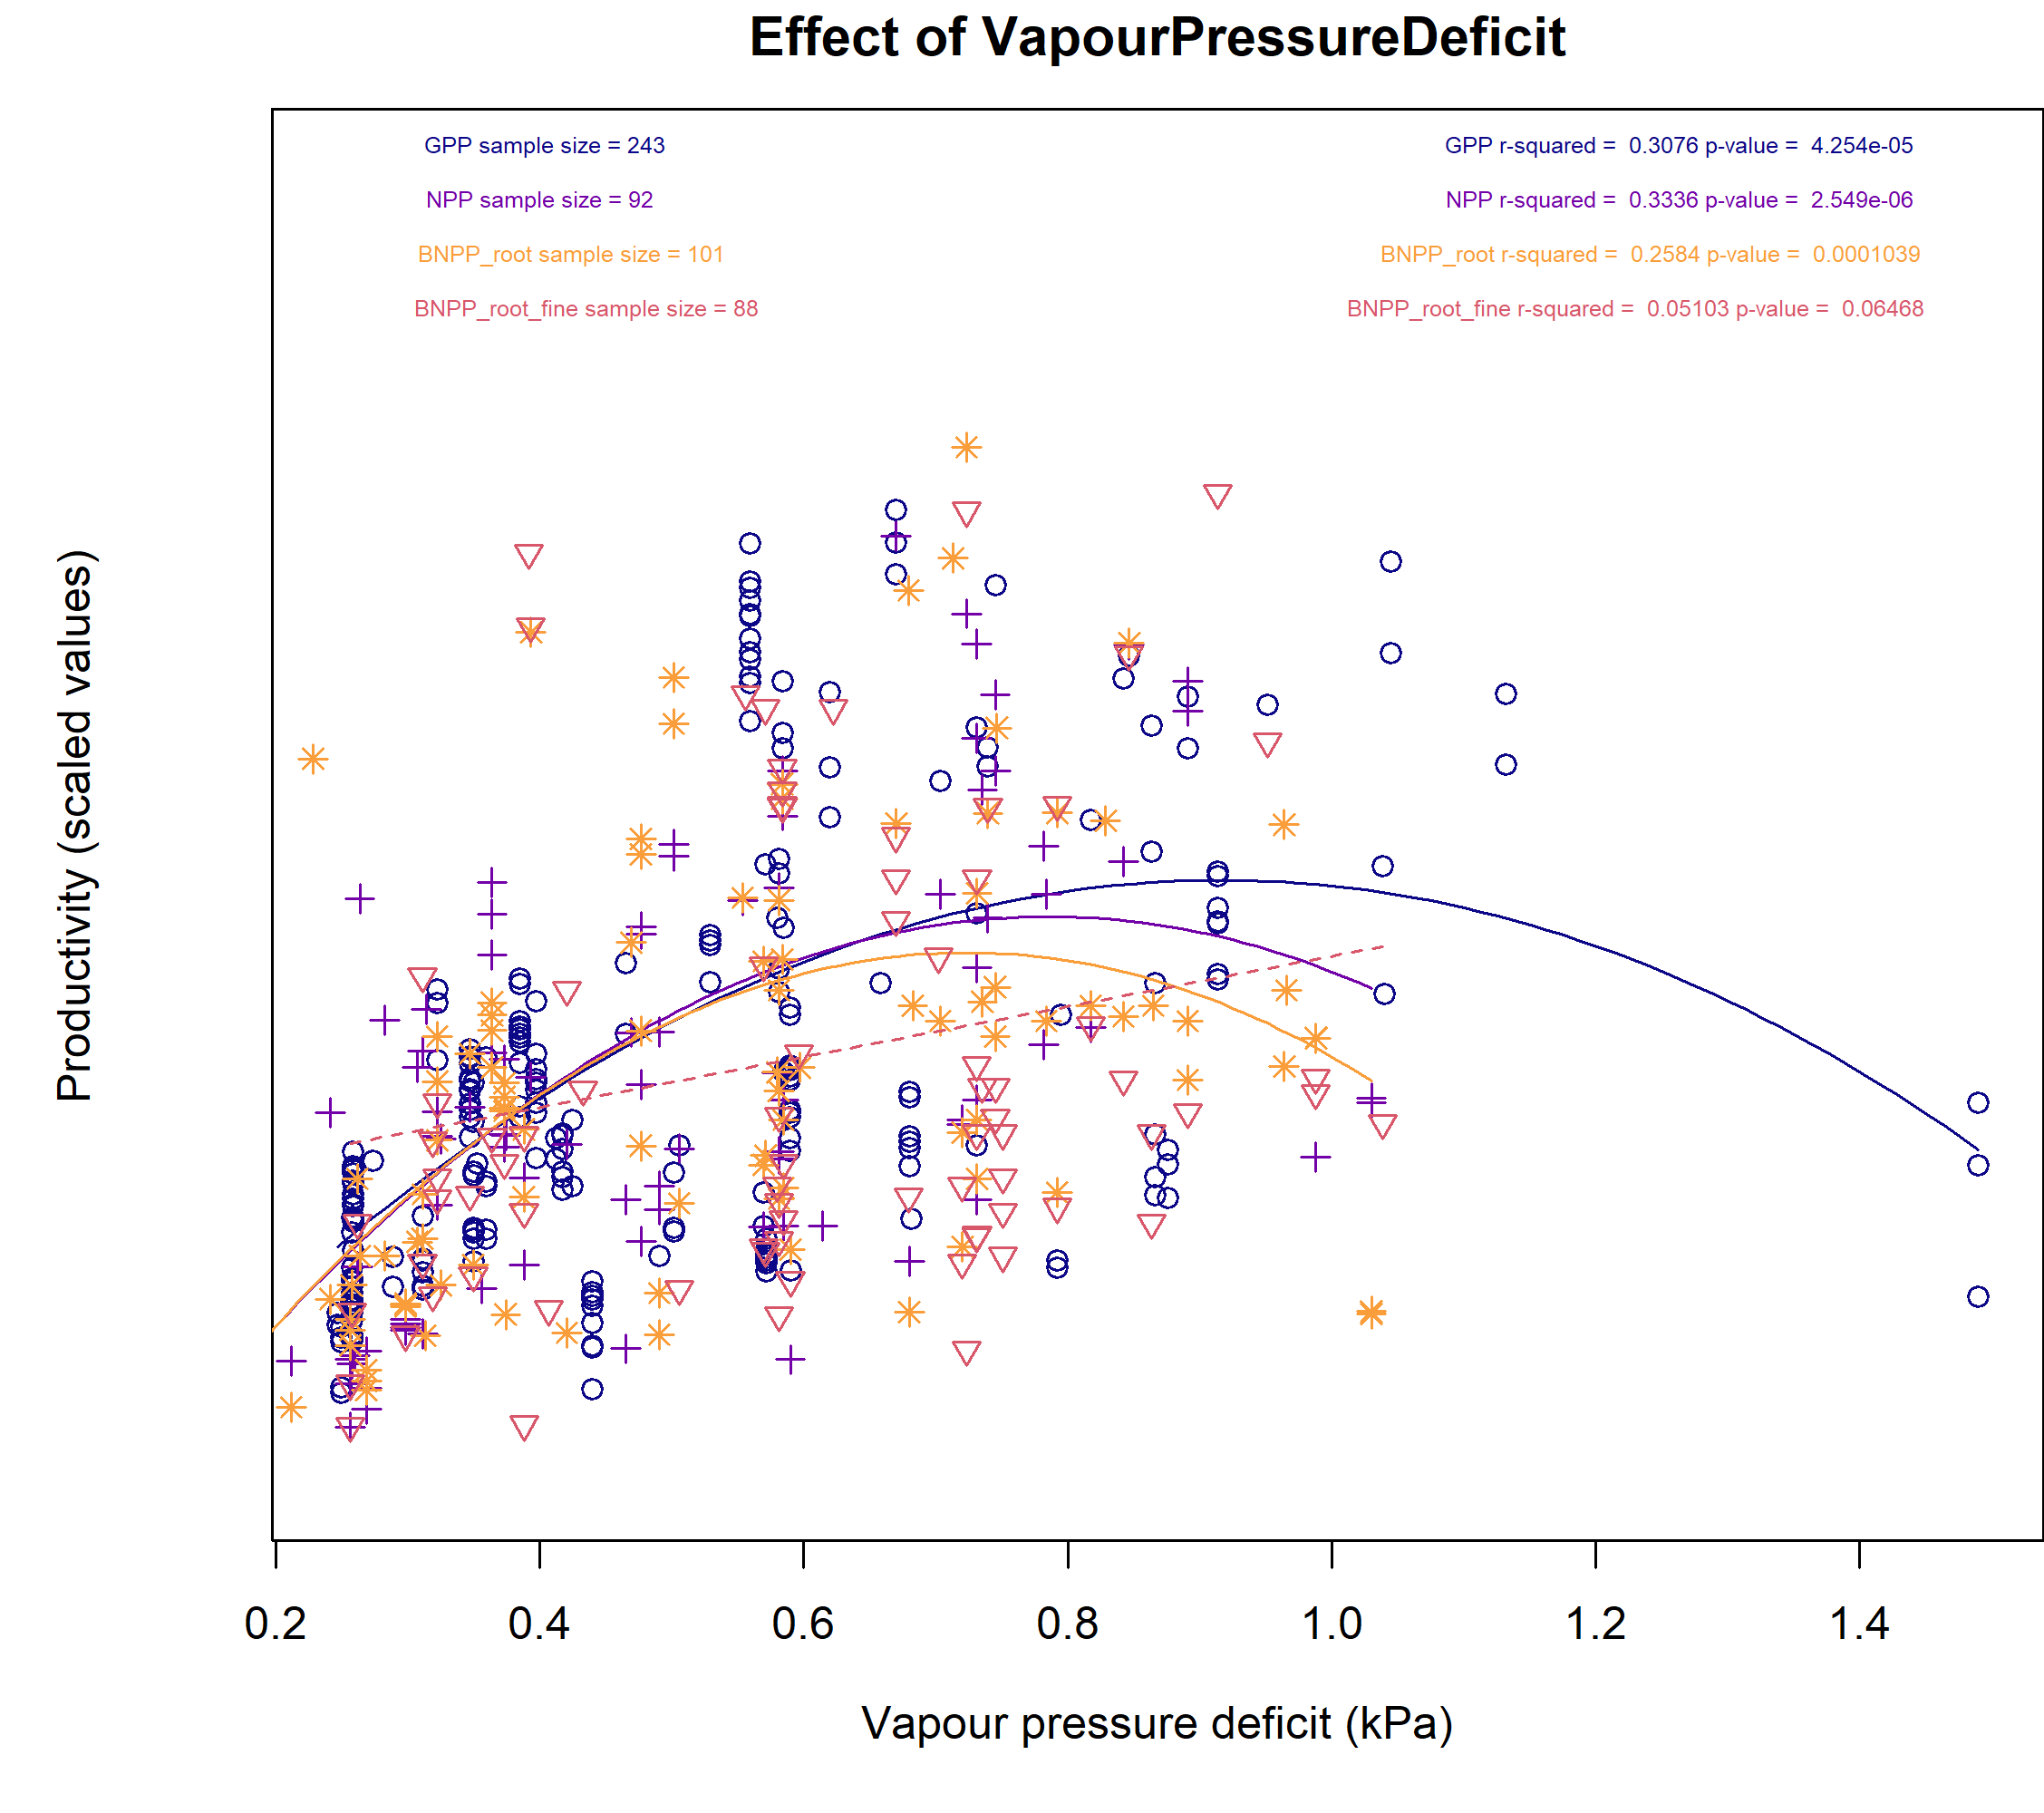 Effect of VapourPressureDeficit
GPP sample size = 243
GPP r-squared =  0.3076 p-value =  4.254e-05
NPP sample size = 92
NPP r-squared =  0.3336 p-value =  2.549e-06
BNPP_root sample size = 101
BNPP_root r-squared =  0.2584 p-value =  0.0001039
BNPP_root_fine sample size = 88
BNPP_root_fine r-squared =  0.05103 p-value =  0.06468
Productivity (scaled values)
0.2 0.4 0.6 0.8 1.0 1.2 1.4
Vapour pressure deficit (kPa)